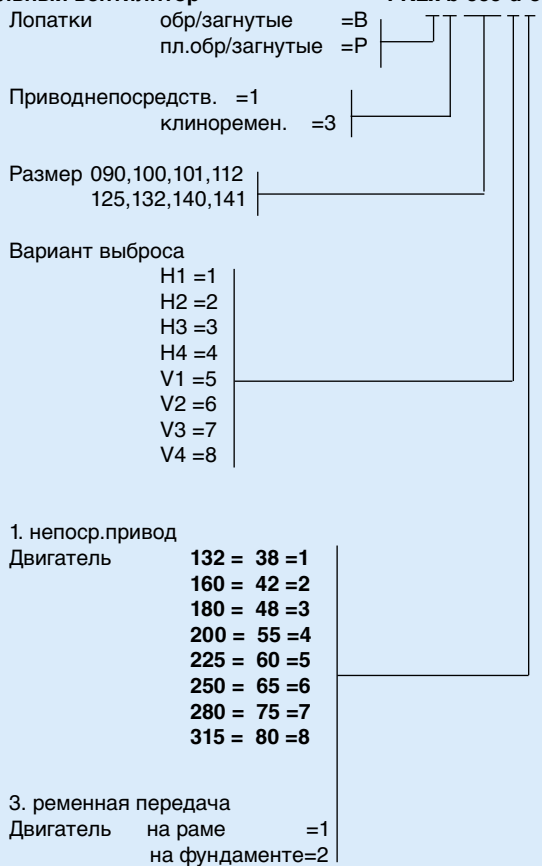 Лопатки обр/загнутые =B
пл.обр/загнутые =P
Приводнепосредств. =1
клиноремен. =3
Размер 090,100,101,112
125,132,140,141
Вариант выброса
H1 =1
H2 =2
H3 =3
H4 =4
V1 =5
V2 =6
V3 =7
V4 =8
1. непоср.привод
Двигатель 132 = 38 =1
160 = 42 =2
180 = 48 =3
200 = 55 =4
225 = 60 =5
250 = 65 =6
280 = 75 =7
315 = 80 =8
3. ременная передача
Двигатель на раме =1
на фундаменте=2